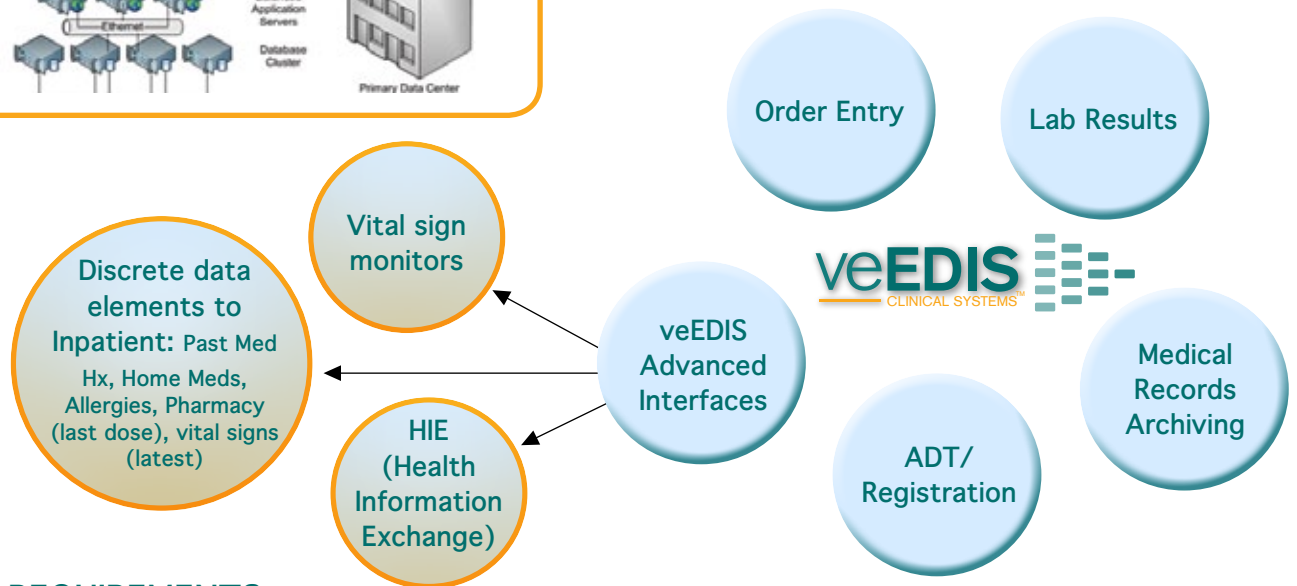 Application
Servers
Ethernet
Database
Cluster
Primary Data Center
Order Entry
Lab Results
Vital sign
monitors
Discrete data
elements to
Inpatient: Past Med
Hx, Home Meds,
Allergies, Pharmacy
(last dose), vital signs
(latest)
veEDIS
CLINICAL SYSTEMS™
veEDIS
Advanced
Interfaces
Medical
Records
Archiving
HIE
(Health
Information
Exchange)
ADT/
Registration